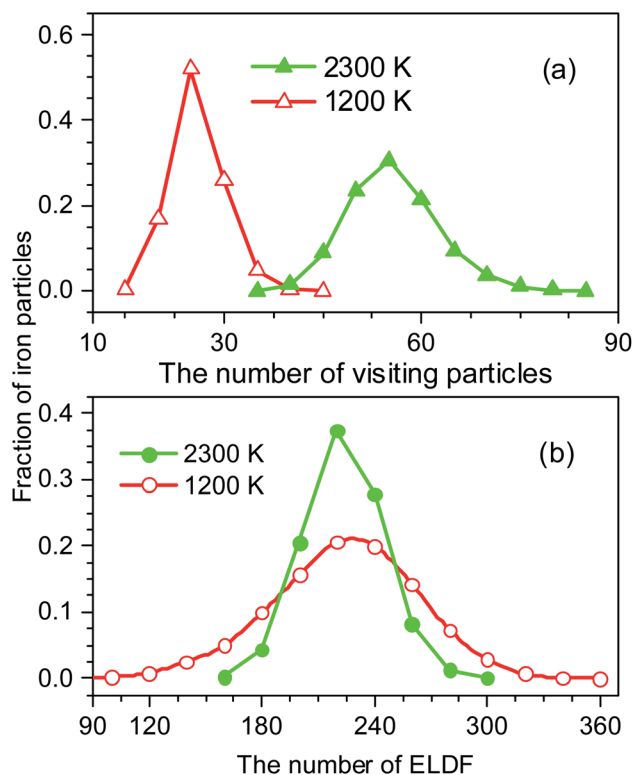 0.6
2300 K
(a)
1200 K
0.4
0.2
0.0
10 30 60 90
The number of visiting particles
Fraction of iron particles
0.4
2300 K
(b)
1200 K
0.3
0.2
0.1
0.0
90 120 180 240 300 360
The number of ELDF